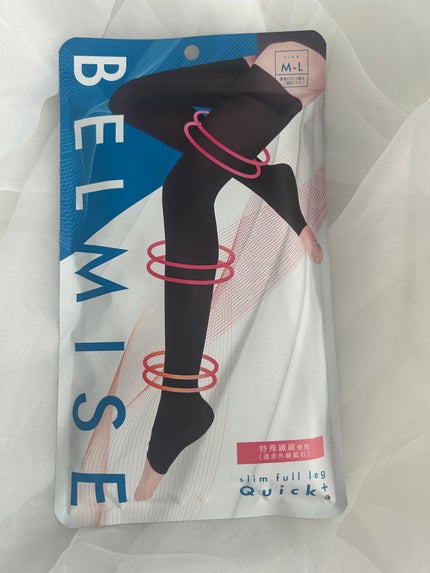 BELMISE
size
M-L
特殊繊維使用
(遠赤外線鉱石)
slim full leg
Quick+